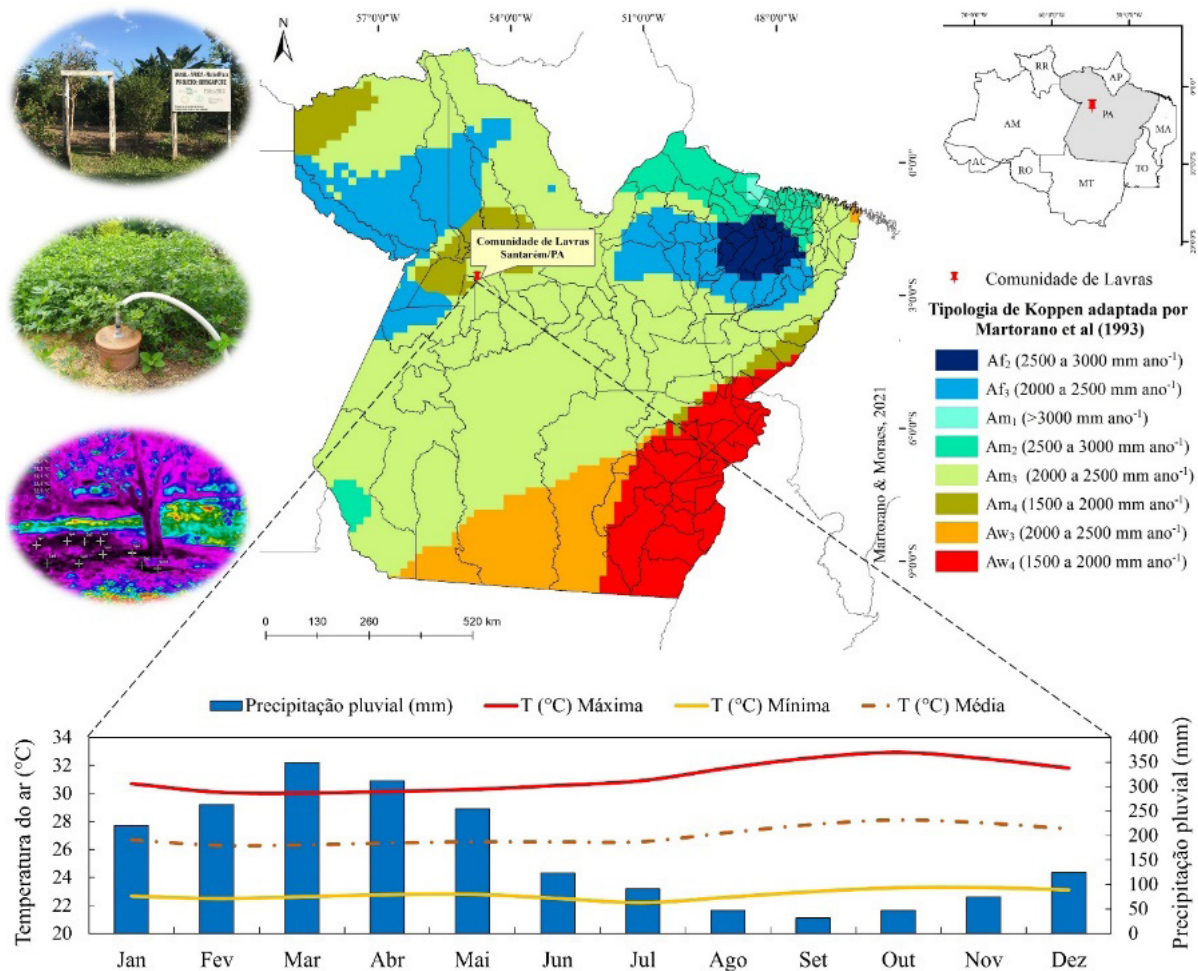 57°0'0"W 54°0'0"W 51°0'0"W 48°0'0"W
N
PROJETO:
Comunidade de Lavras
Santarém/PA
0°0'0"
3°0'0"S
6°0'0"S
9°0'0"S
0 130 260 520 km
Martorano & Moraes, 2021
RR
AP
AM
PA
MA
AC
RO
TO
MT
Comunidade de Lavras
Tipologia de Koppen adaptada por
Martorano et al (1993)
Af₂ (2500 a 3000 mm ano⁻¹)
Af₃ (2000 a 2500 mm ano⁻¹)
Am₁ (>3000 mm ano⁻¹)
Am₂ (2500 a 3000 mm ano⁻¹)
Am₃ (2000 a 2500 mm ano⁻¹)
Am₄ (1500 a 2000 mm ano⁻¹)
Aw₃ (2000 a 2500 mm ano⁻¹)
Aw₄ (1500 a 2000 mm ano⁻¹)
Precipitação pluvial (mm) T (°C) Máxima T (°C) Mínima T (°C) Média
Temperatura do ar (°C)
34
32
30
28
26
24
22
20
400
350
300
250
200
150
100
50
0
Precipitação pluvial (mm)
Jan Fev Mar Abr Mai Jun Jul Ago Set Out Nov Dez